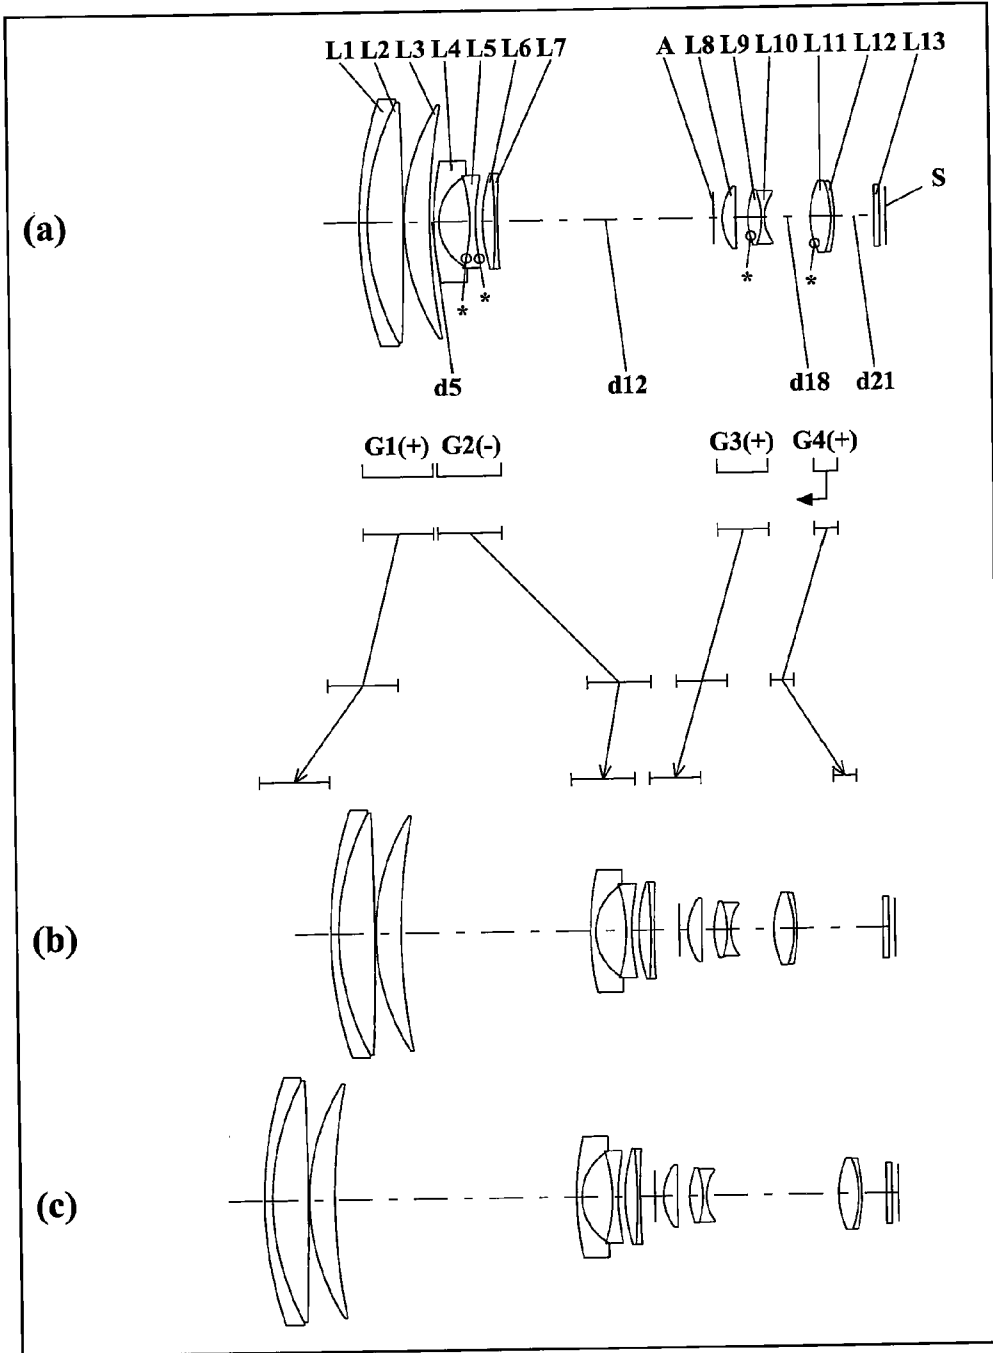 L1 L2 L3 L4 L5 L6 L7 A L8 L9 L10 L11 L12 L13
S
(a)
* * * *
d5 d12 d18 d21
G1(+) G2(-) G3(+) G4(+)
(b)
(c)